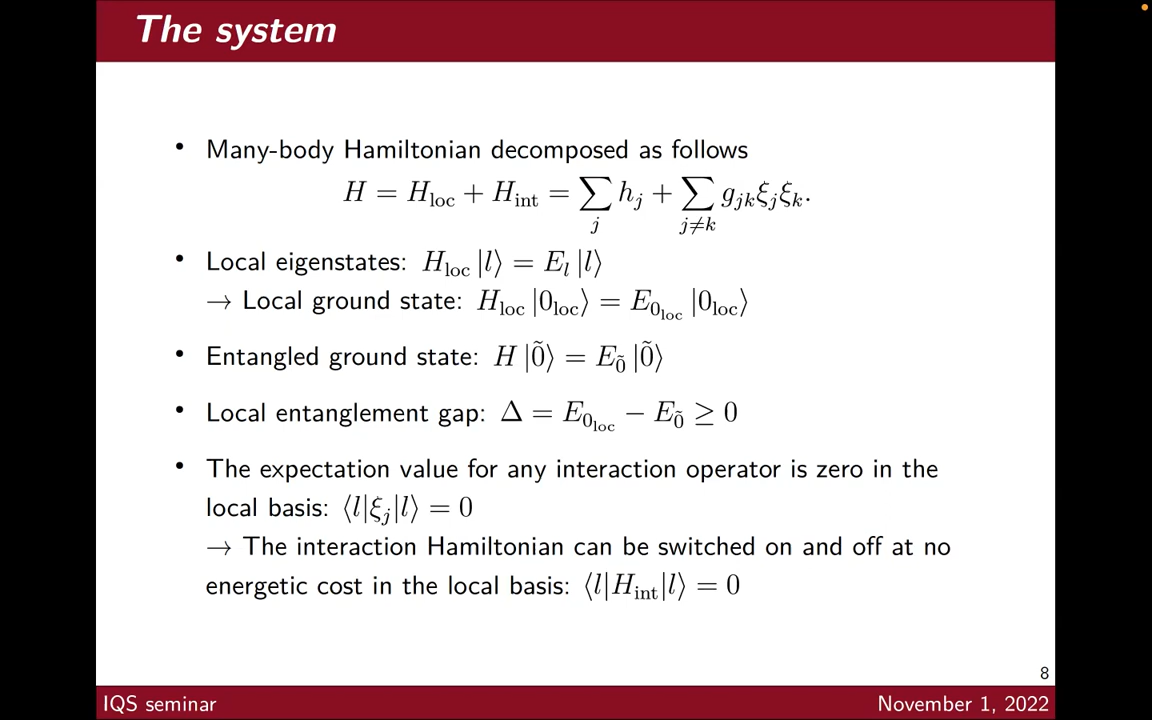 The system
• Many-body Hamiltonian decomposed as follows
H = H_loc + H_int = ∑_j h_j + ∑_{j≠k} g_{jk} ξ_j ξ_k.
• Local eigenstates: H_loc |l⟩ = E_l |l⟩
→ Local ground state: H_loc |0_loc⟩ = E_{0_loc} |0_loc⟩
• Entangled ground state: H |0̃⟩ = E_0̃ |0̃⟩
• Local entanglement gap: Δ = E_{0_loc} − E_0̃ ≥ 0
• The expectation value for any interaction operator is zero in the
local basis: ⟨l|ξ_j|l⟩ = 0
→ The interaction Hamiltonian can be switched on and off at no
energetic cost in the local basis: ⟨l|H_int|l⟩ = 0
8
IQS seminar
November 1, 2022